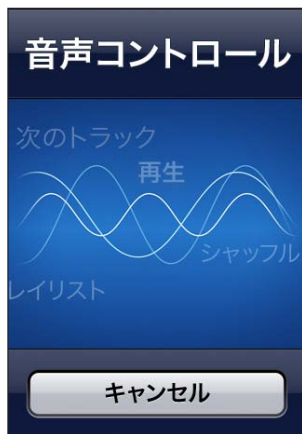 音声コントロール
次のトラック
再生
シャッフル
レイリスト
キャンセル